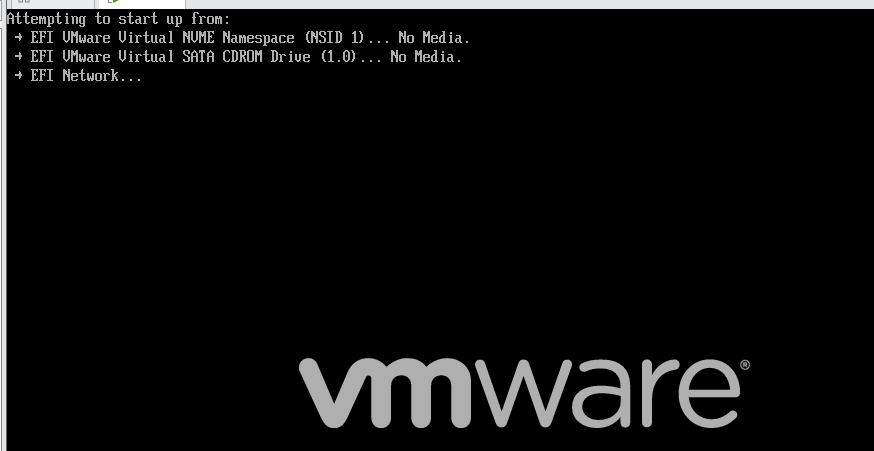 Attempting to start up from:
→ EFI VMware Virtual NVME Namespace (NSID 1)... No Media.
→ EFI VMware Virtual SATA CDROM Drive (1.0)... No Media.
→ EFI Network...
vmware®